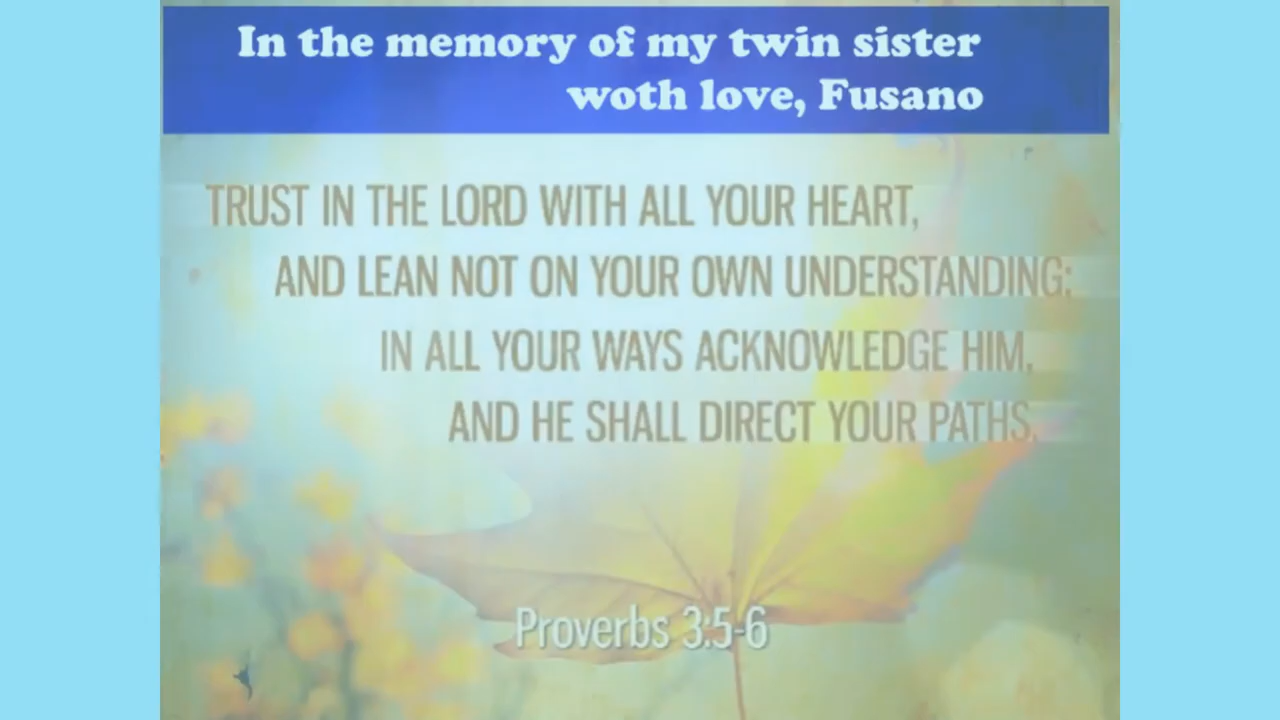 In the memory of my twin sister
woth love, Fusano
TRUST IN THE LORD WITH ALL YOUR HEART,
AND LEAN NOT ON YOUR OWN UNDERSTANDING;
IN ALL YOUR WAYS ACKNOWLEDGE HIM,
AND HE SHALL DIRECT YOUR PATHS.
Proverbs 3:5-6